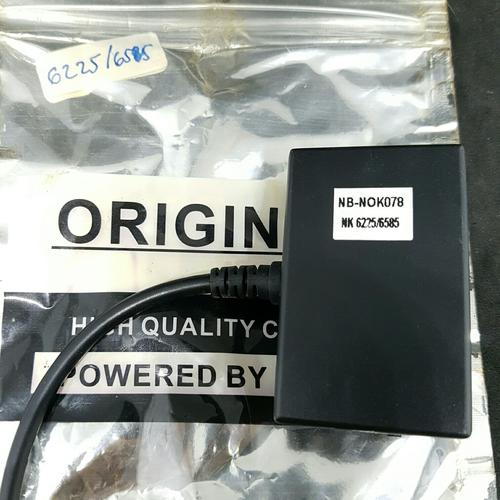 6225/6585
NB-NOK078
NK 6225/6585
ORIGIN
HIGH QUALITY C
POWERED BY